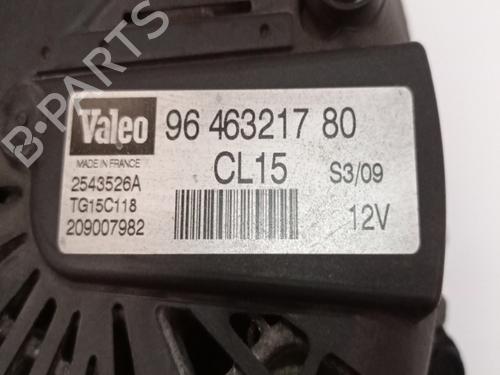 B-PARTS
Valeo 96 463217 80
MADE IN FRANCE
CL15 S3/09
2543526A
TG15C118
209007982
12V